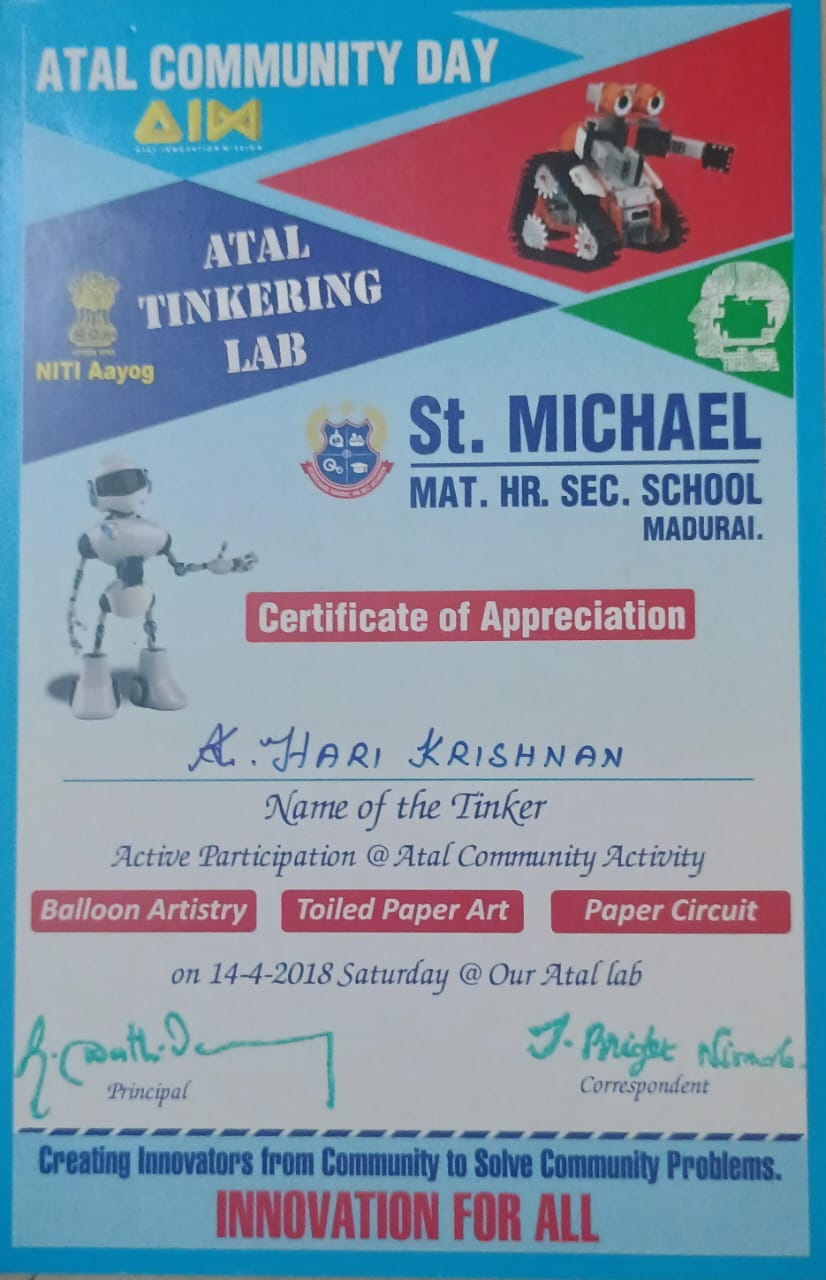 ATAL COMMUNITY DAY
AIM
ATAL INNOVATION MISSION
ATAL
TINKERING
LAB
NITI Aayog
St. MICHAEL
MAT. HR. SEC. SCHOOL
MADURAI.
Certificate of Appreciation
A. HARI KRISHNAN
Name of the Tinker
Active Participation @ Atal Community Activity
Balloon Artistry Toiled Paper Art Paper Circuit
on 14-4-2018 Saturday @ Our Atal lab
J. Bright Nirmala
Principal Correspondent
Creating Innovators from Community to Solve Community Problems.
INNOVATION FOR ALL